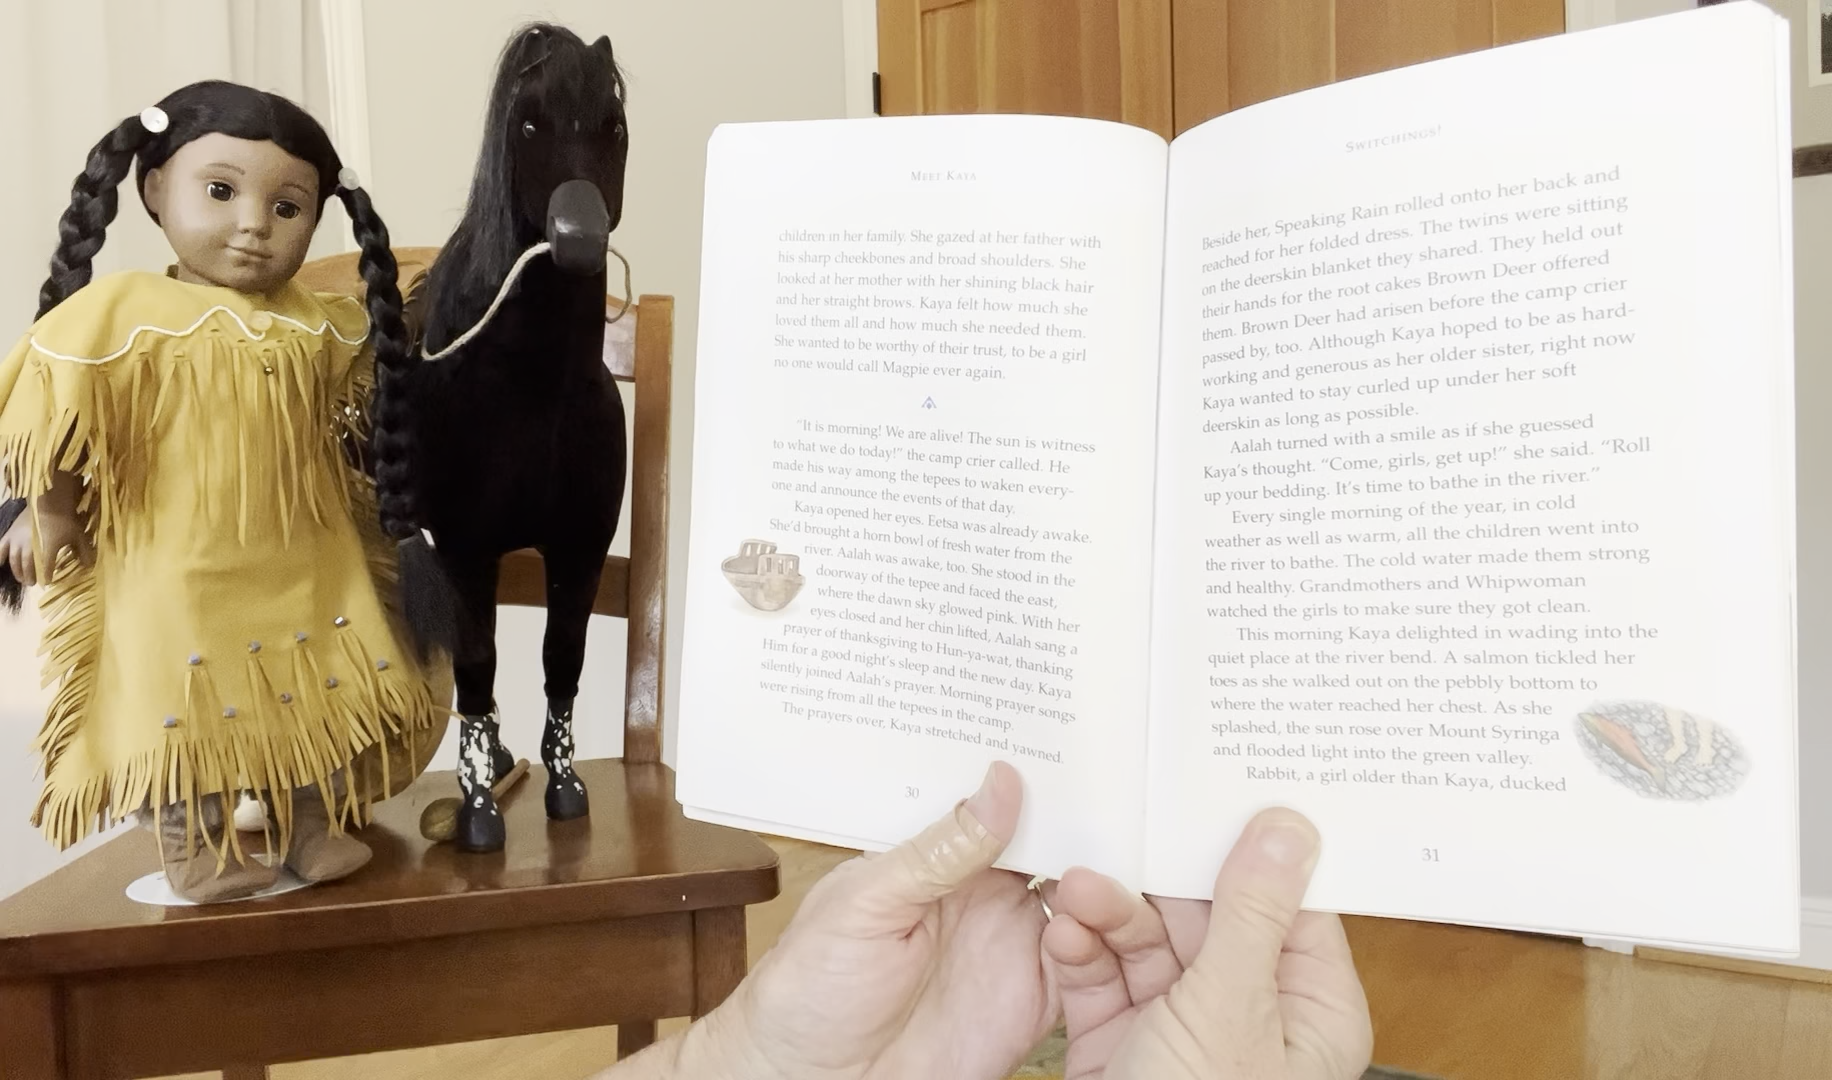 MEET KAYA
children in her family. She gazed at her father with
his sharp cheekbones and broad shoulders. She
looked at her mother with her shining black hair
and her straight brows. Kaya felt how much she
loved them all and how much she needed them.
She wanted to be worthy of their trust, to be a girl
no one would call Magpie ever again.
"It is morning! We are alive! The sun is witness
to what we do today!" the camp crier called. He
made his way among the tepees to waken every-
one and announce the events of that day.
Kaya opened her eyes. Eetsa was already awake.
She'd brought a horn bowl of fresh water from the
river. Aalah was awake, too. She stood in the
doorway of the tepee and faced the east,
where the dawn sky glowed pink. With her
eyes closed and her chin lifted, Aalah sang a
prayer of thanksgiving to Hun-ya-wat, thanking
Him for a good night's sleep and the new day. Kaya
silently joined Aalah's prayer. Morning prayer songs
were rising from all the tepees in the camp.
The prayers over, Kaya stretched and yawned.
30
SWITCHINGS!
Beside her, Speaking Rain rolled onto her back and
reached for her folded dress. The twins were sitting
on the deerskin blanket they shared. They held out
their hands for the root cakes Brown Deer offered
them. Brown Deer had arisen before the camp crier
passed by, too. Although Kaya hoped to be as hard-
working and generous as her older sister, right now
Kaya wanted to stay curled up under her soft
deerskin as long as possible.
Aalah turned with a smile as if she guessed
Kaya's thought. "Come, girls, get up!" she said. "Roll
up your bedding. It's time to bathe in the river."
Every single morning of the year, in cold
weather as well as warm, all the children went into
the river to bathe. The cold water made them strong
and healthy. Grandmothers and Whipwoman
watched the girls to make sure they got clean.
This morning Kaya delighted in wading into the
quiet place at the river bend. A salmon tickled her
toes as she walked out on the pebbly bottom to
where the water reached her chest. As she
splashed, the sun rose over Mount Syringa
and flooded light into the green valley.
Rabbit, a girl older than Kaya, ducked
31